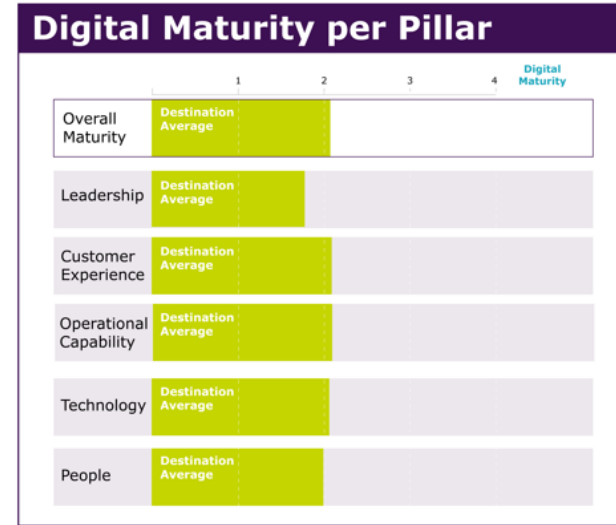 Digital Maturity per Pillar
1 2 3 4
Digital
Maturity
Overall
Maturity
Destination
Average
Leadership
Destination
Average
Customer
Experience
Destination
Average
Operational
Capability
Destination
Average
Technology
Destination
Average
People
Destination
Average